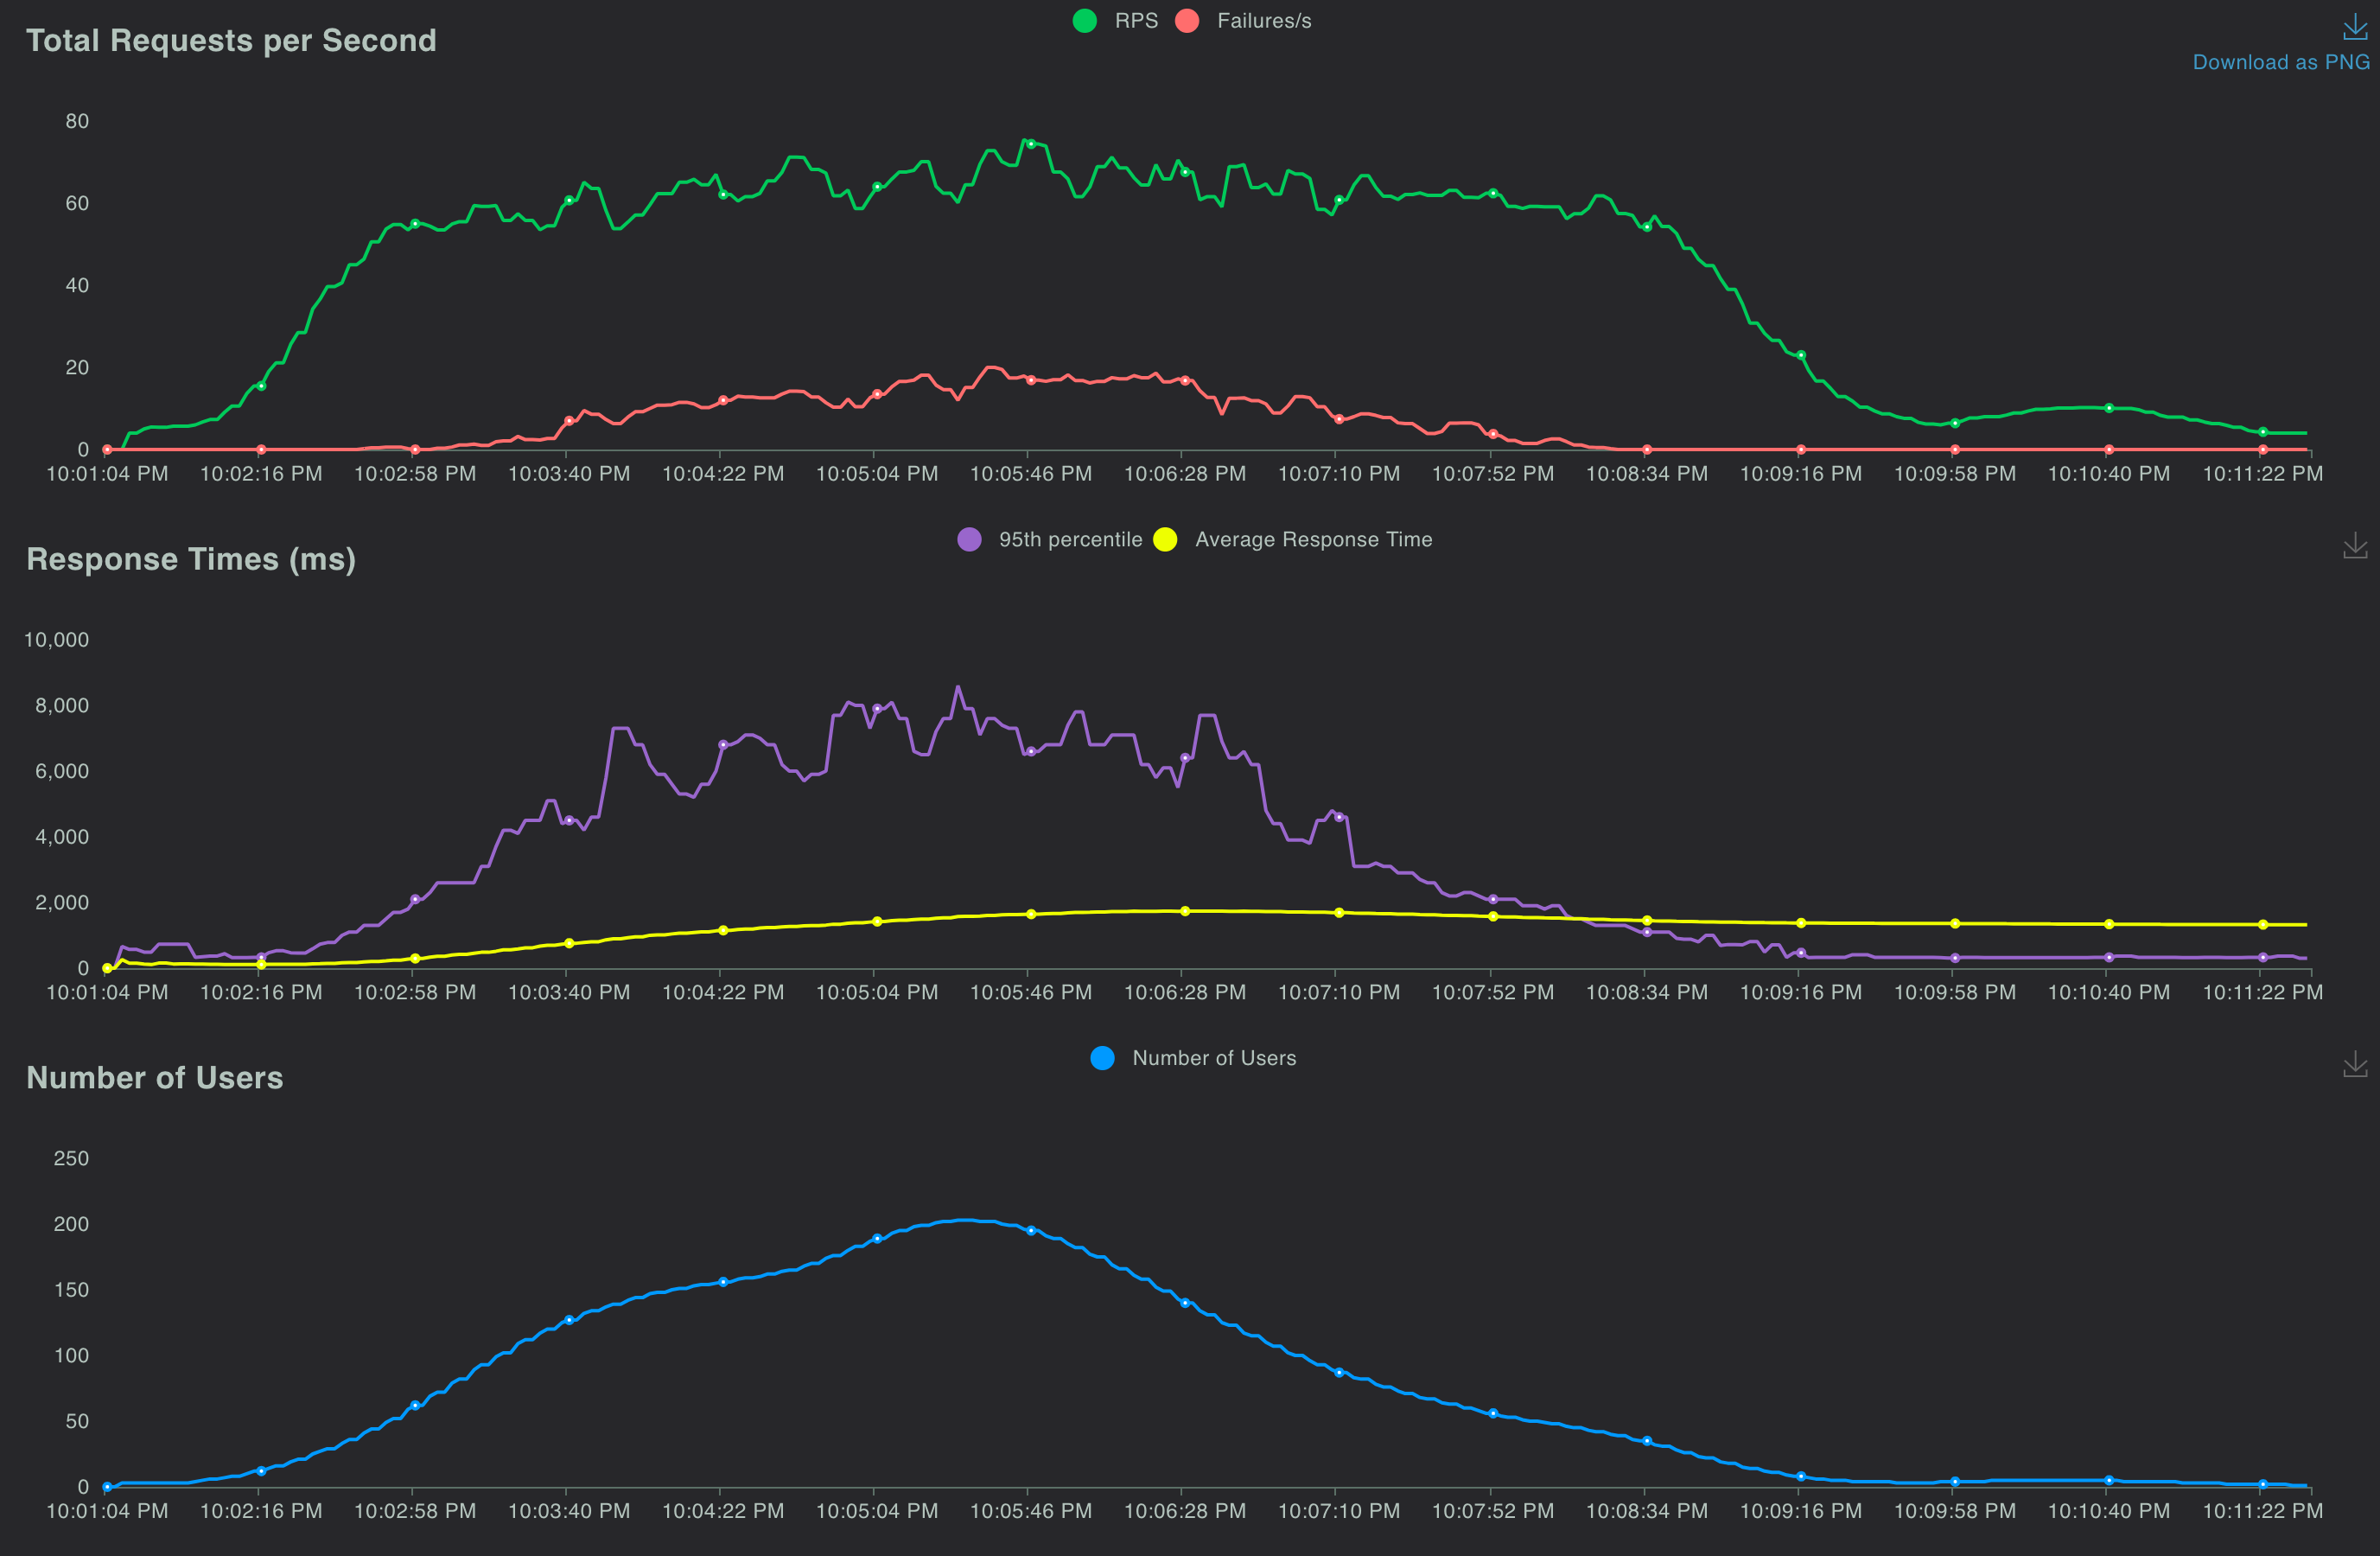 RPS Failures/s
Total Requests per Second
Download as PNG
80
60
40
20
0
10:01:04 PM 10:02:16 PM 10:02:58 PM 10:03:40 PM 10:04:22 PM 10:05:04 PM 10:05:46 PM 10:06:28 PM 10:07:10 PM 10:07:52 PM 10:08:34 PM 10:09:16 PM 10:09:58 PM 10:10:40 PM 10:11:22 PM
95th percentile Average Response Time
Response Times (ms)
10,000
8,000
6,000
4,000
2,000
0
10:01:04 PM 10:02:16 PM 10:02:58 PM 10:03:40 PM 10:04:22 PM 10:05:04 PM 10:05:46 PM 10:06:28 PM 10:07:10 PM 10:07:52 PM 10:08:34 PM 10:09:16 PM 10:09:58 PM 10:10:40 PM 10:11:22 PM
Number of Users
Number of Users
250
200
150
100
50
0
10:01:04 PM 10:02:16 PM 10:02:58 PM 10:03:40 PM 10:04:22 PM 10:05:04 PM 10:05:46 PM 10:06:28 PM 10:07:10 PM 10:07:52 PM 10:08:34 PM 10:09:16 PM 10:09:58 PM 10:10:40 PM 10:11:22 PM